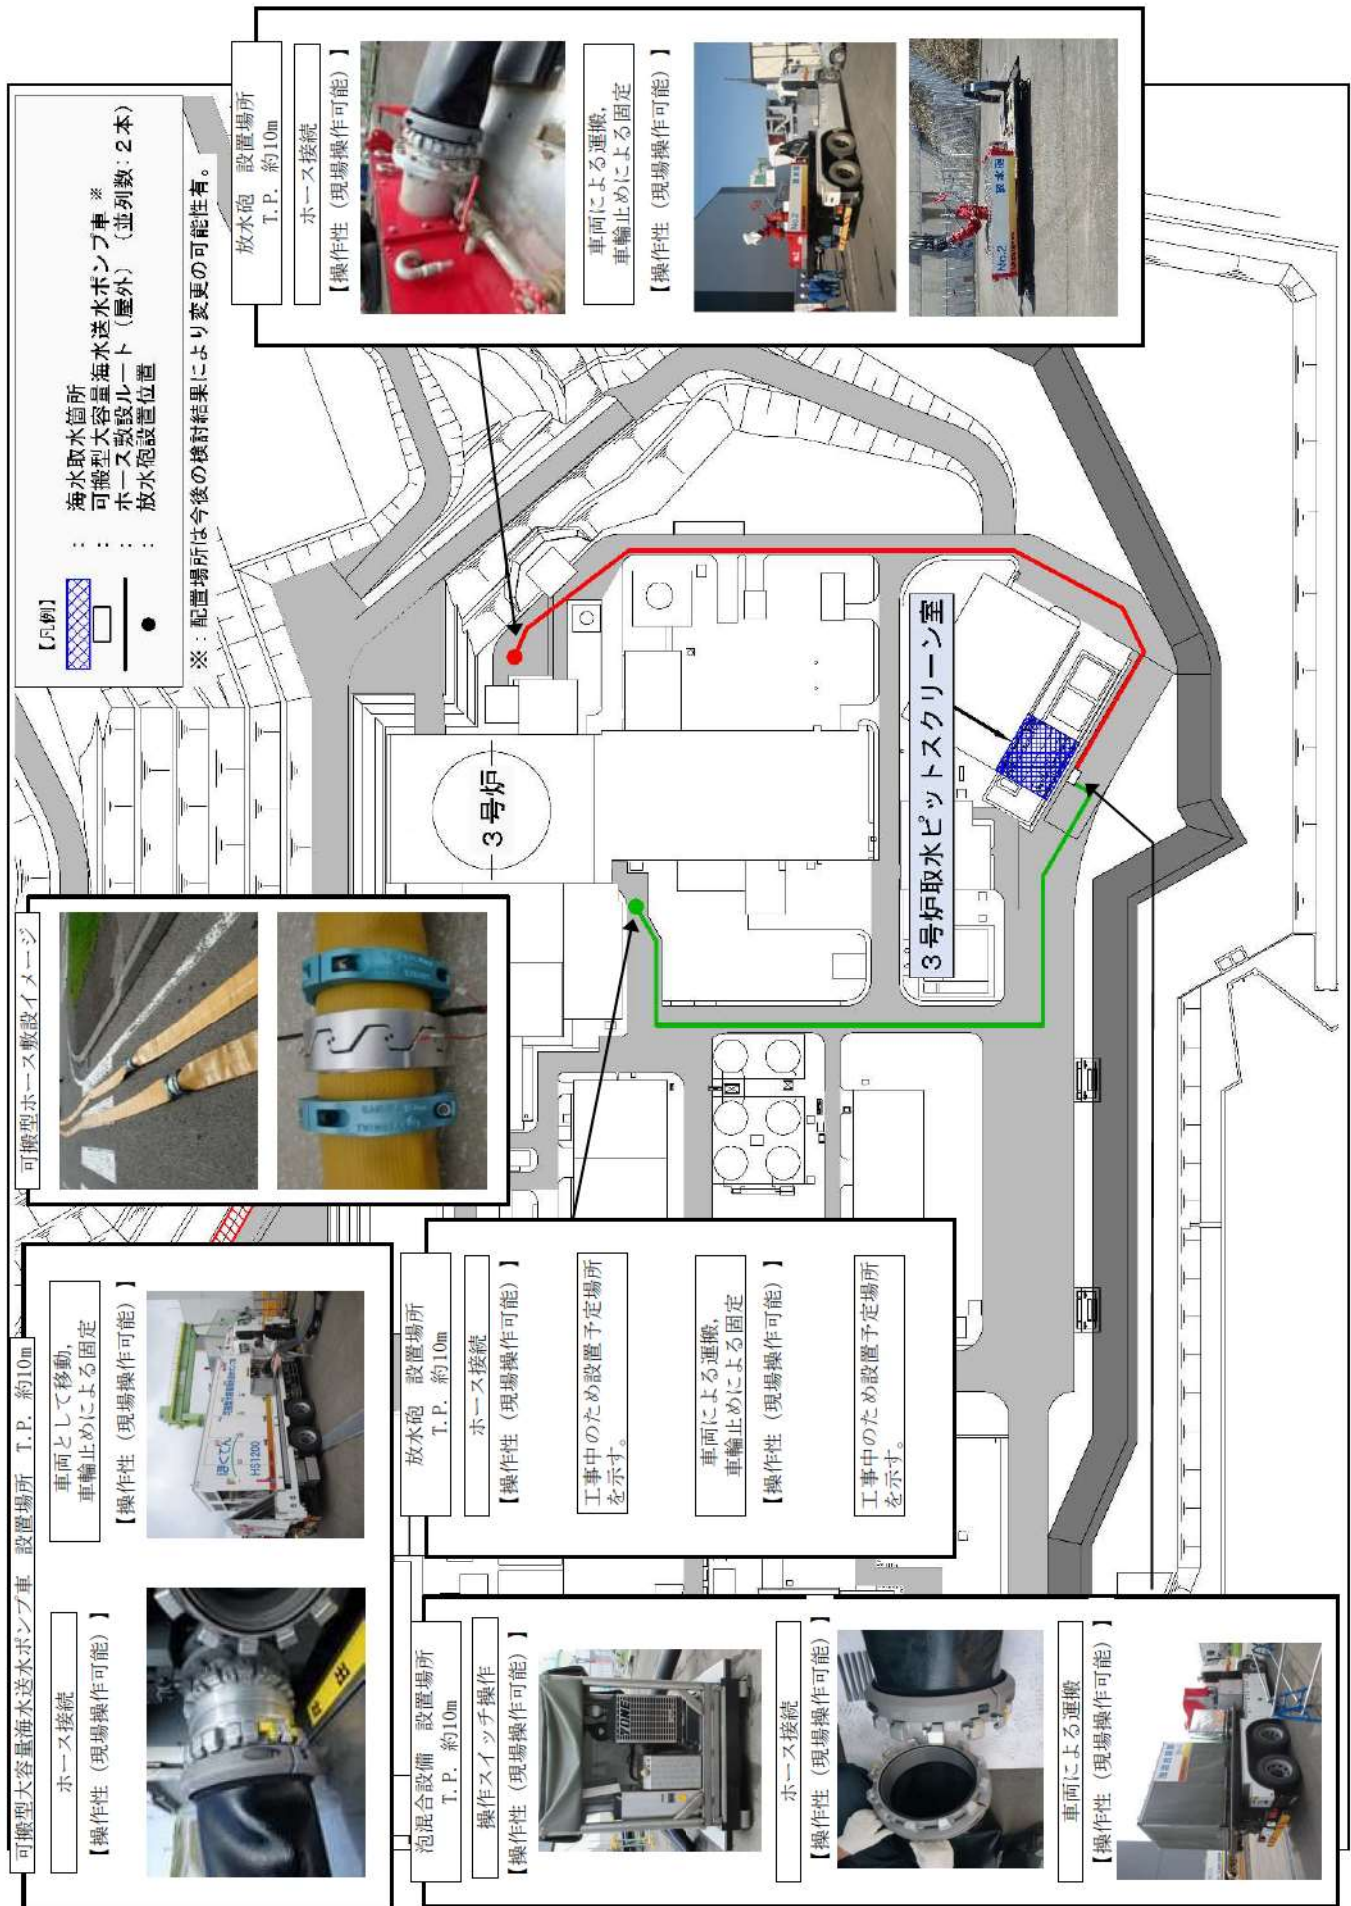 可搬型大容量海水送水ポンプ車 設置場所 T.P. 約10m
ホース接続
【操作性（現場操作可能）】
車両として移動,
車輪止めによる固定
【操作性（現場操作可能）】
ほくでん
HS1200
可搬型ホース敷設イメージ
【凡例】
： 海水取水箇所
： 可搬型大容量海水送水ポンプ車 ※
： ホース敷設ルート（屋外）（並列数：2本）
： 放水砲設置位置
※：配置場所は今後の検討結果により変更の可能性有。
泡混合設備 設置場所
T.P. 約10m
操作スイッチ操作
【操作性（現場操作可能）】
ホース接続
【操作性（現場操作可能）】
車両による運搬
【操作性（現場操作可能）】
放水砲 設置場所
T.P. 約10m
ホース接続
【操作性（現場操作可能）】
工事中のため設置予定場所
を示す。
車両による運搬,
車輪止めによる固定
【操作性（現場操作可能）】
工事中のため設置予定場所
を示す。
3号炉
3号炉取水ピットスクリーン室
放水砲 設置場所
T.P. 約10m
ホース接続
【操作性（現場操作可能）】
車両による運搬,
車輪止めによる固定
【操作性（現場操作可能）】
No.2
No.2
放水砲